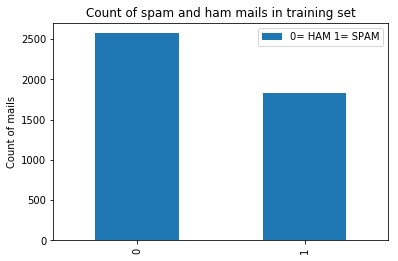 Count of spam and ham mails in training set
0= HAM 1= SPAM
Count of mails
2500
2000
1500
1000
500
0
0
1